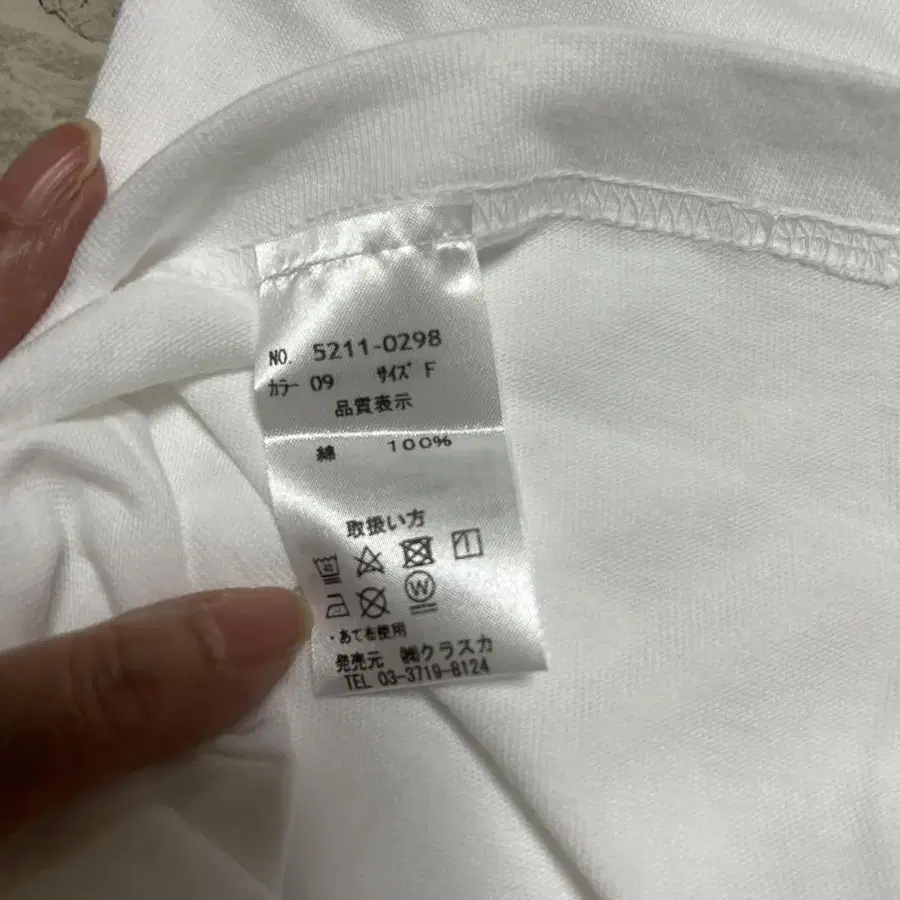 NO. 5211-0298
カラー 09 サイズ F
品質表示
綿 100%
取扱い方
W
・あて布使用
発売元 ㈱クラスカ
TEL 03-3719-8124